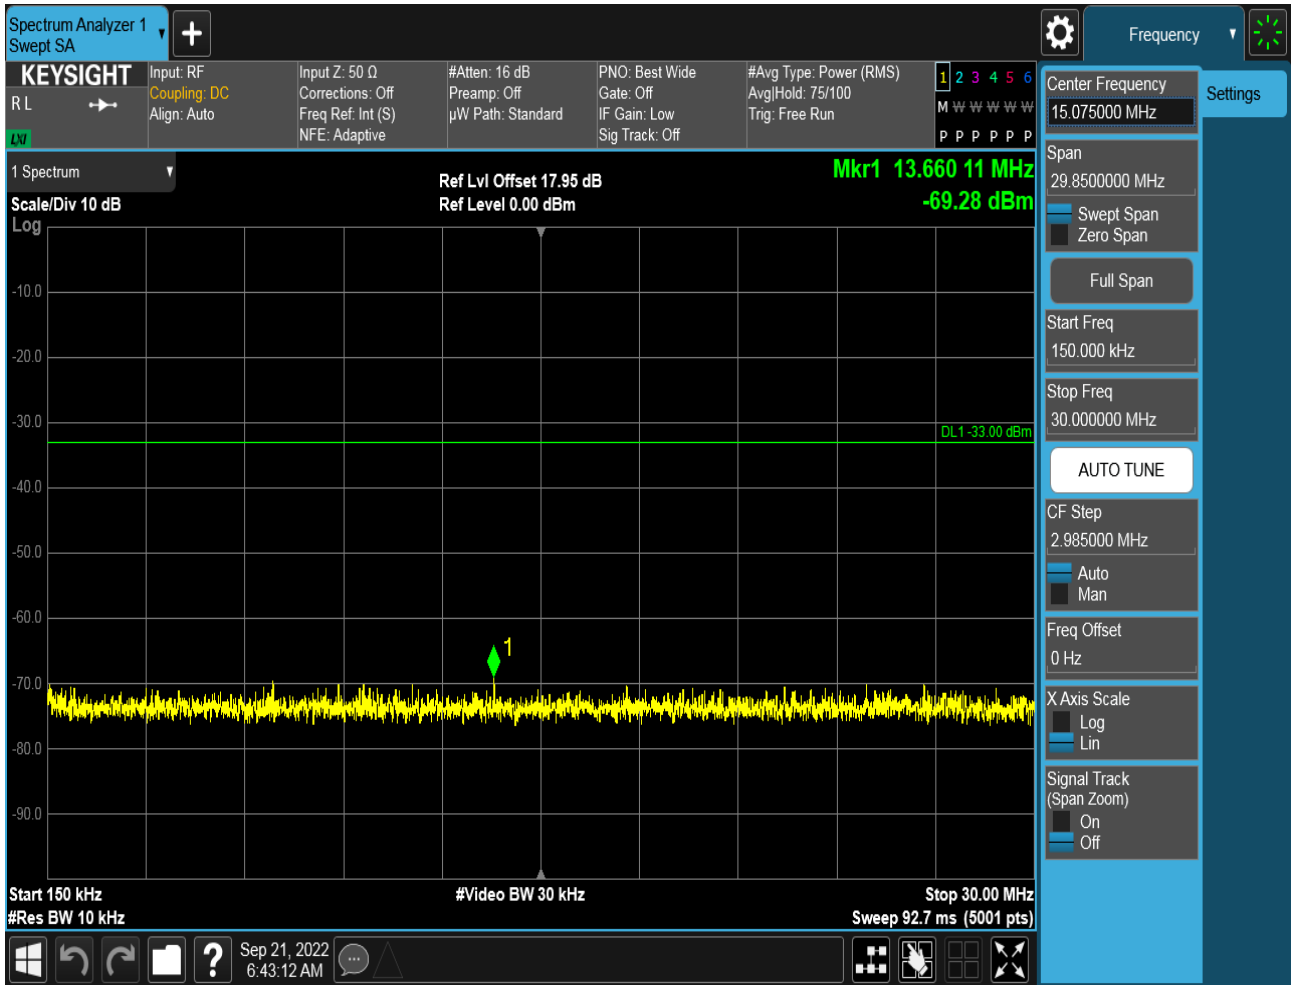 Spectrum Analyzer 1
Swept SA
Frequency
KEYSIGHT
R L
LXI
Input: RF
Coupling: DC
Align: Auto
Input Z: 50 Ω
Corrections: Off
Freq Ref: Int (S)
NFE: Adaptive
#Atten: 16 dB
Preamp: Off
µW Path: Standard
PNO: Best Wide
Gate: Off
IF Gain: Low
Sig Track: Off
#Avg Type: Power (RMS)
Avg|Hold: 75/100
Trig: Free Run
1 2 3 4 5 6
M W W W W W
P P P P P P
1 Spectrum
Scale/Div 10 dB
Log
Ref Lvl Offset 17.95 dB
Ref Level 0.00 dBm
Mkr1 13.660 11 MHz
-69.28 dBm
-10.0
-20.0
-30.0
DL1 -33.00 dBm
-40.0
-50.0
-60.0
1
-70.0
-80.0
-90.0
Start 150 kHz
#Res BW 10 kHz
#Video BW 30 kHz
Stop 30.00 MHz
Sweep 92.7 ms (5001 pts)
Sep 21, 2022
6:43:12 AM
Settings
Center Frequency
15.075000 MHz
Span
29.8500000 MHz
Swept Span
Zero Span
Full Span
Start Freq
150.000 kHz
Stop Freq
30.000000 MHz
AUTO TUNE
CF Step
2.985000 MHz
Auto
Man
Freq Offset
0 Hz
X Axis Scale
Log
Lin
Signal Track
(Span Zoom)
On
Off